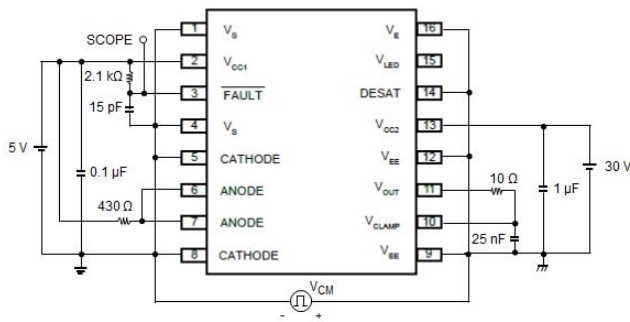 SCOPE
1 V_S V_E 16
2 V_CC1 V_LED 15
2.1 kΩ
3 FAULT DESAT 14
15 pF
4 V_S V_CC2 13
5 V
5 CATHODE V_EE 12
30 V
0.1 µF
10 Ω
6 ANODE V_OUT 11
1 µF
430 Ω
7 ANODE V_CLAMP 10
25 nF
8 CATHODE V_EE 9
V_CM
- +